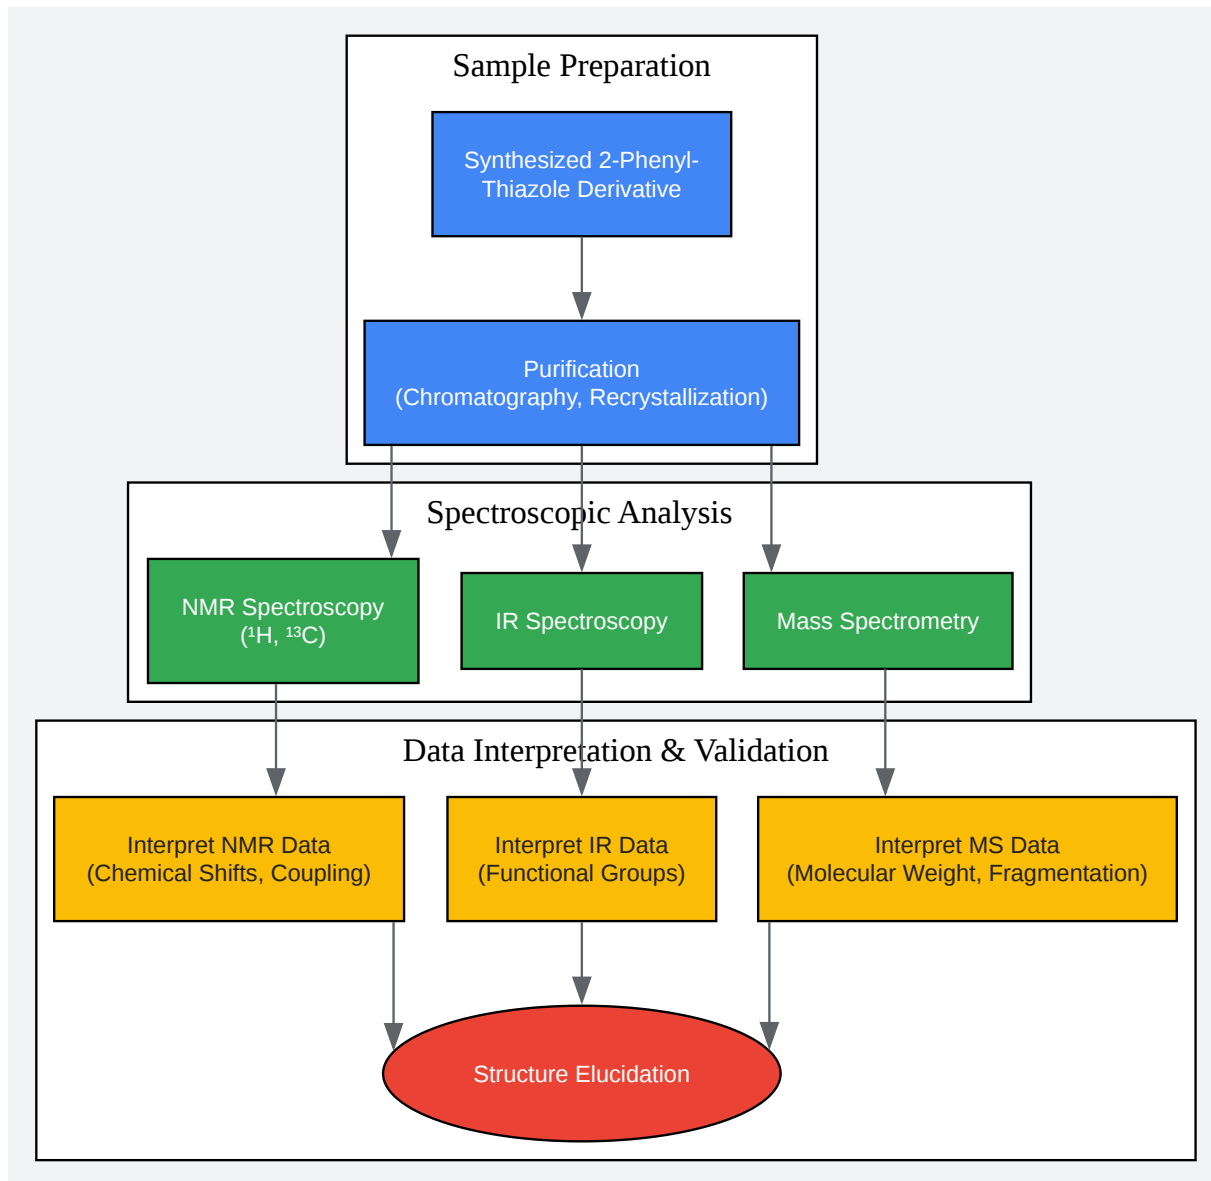 Sample Preparation
Synthesized 2-Phenyl-
Thiazole Derivative
Purification
(Chromatography, Recrystallization)
Spectroscopic Analysis
NMR Spectroscopy
(¹H, ¹³C)
IR Spectroscopy
Mass Spectrometry
Data Interpretation & Validation
Interpret NMR Data
(Chemical Shifts, Coupling)
Interpret IR Data
(Functional Groups)
Interpret MS Data
(Molecular Weight, Fragmentation)
Structure Elucidation